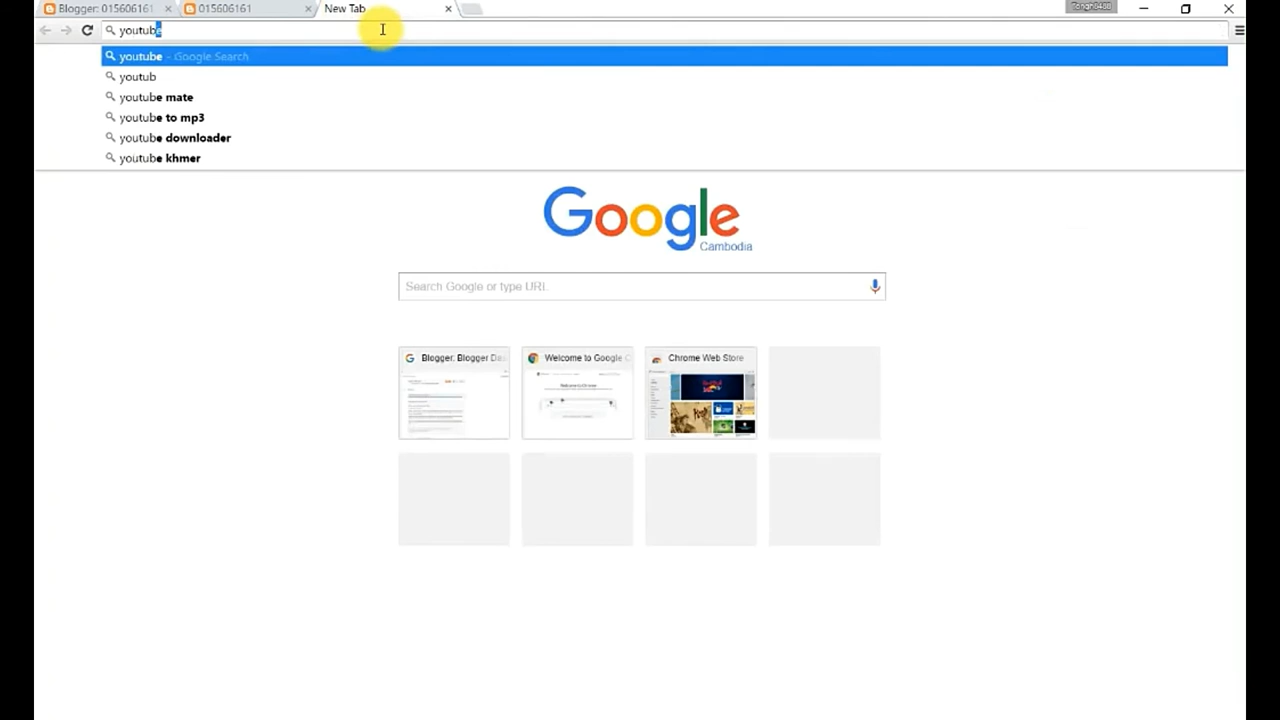 Blogger: 015606161
015606161
New Tab
youtube
youtube - Google Search
youtub
youtube mate
youtube to mp3
youtube downloader
youtube khmer
Google
Cambodia
Search Google or type URL
Blogger: Blogger Das
Welcome to Google C
Chrome Web Store